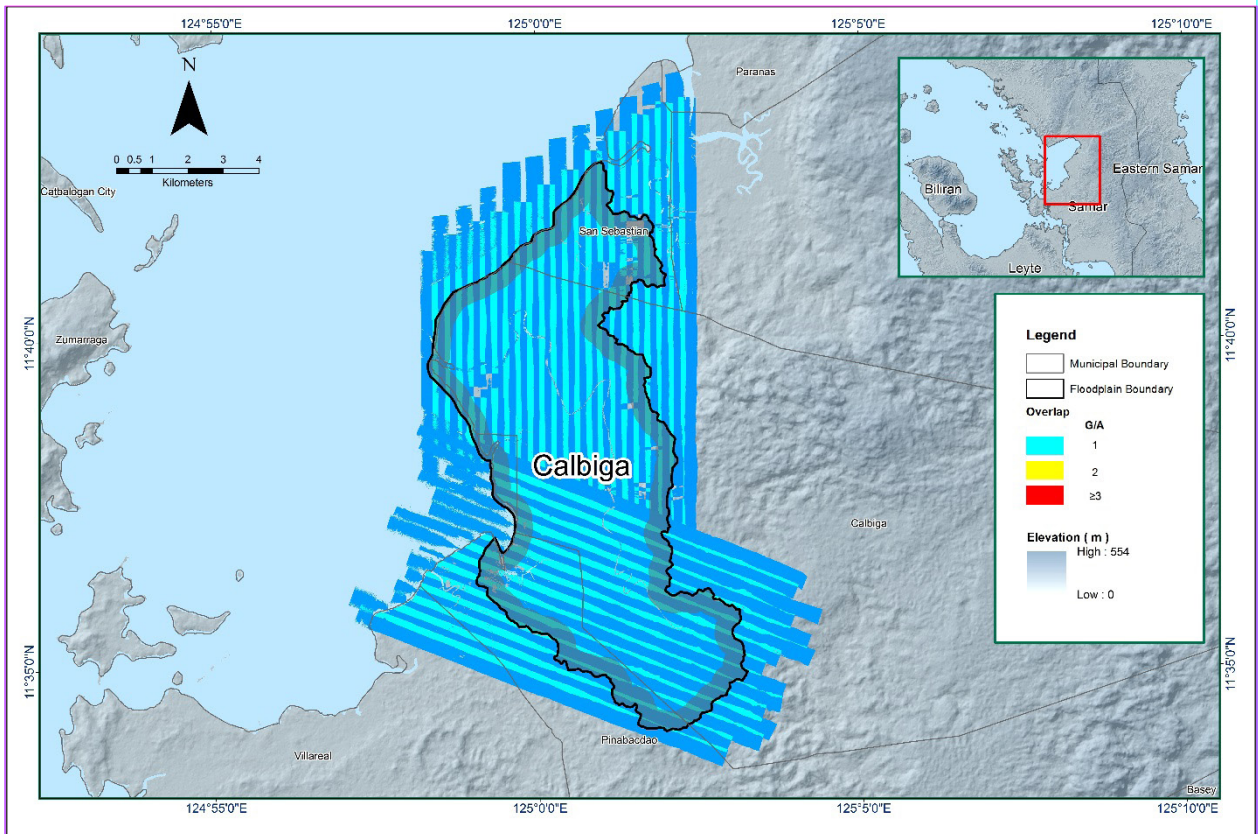 124°55'0"E
125°0'0"E
125°5'0"E
125°10'0"E
N
0 0.5 1 2 3 4
Kilometers
Paranas
Catbalogan City
Biliran
Eastern Samar
Samar
Leyte
San Sebastian
11°40'0"N
11°40'0"N
Zumarraga
Legend
Municipal Boundary
Floodplain Boundary
Overlap
G/A
1
2
≥3
Calbiga
Calbiga
Elevation ( m )
High : 554
Low : 0
11°35'0"N
11°35'0"N
Pinabacdao
Villareal
Basey
124°55'0"E
125°0'0"E
125°5'0"E
125°10'0"E